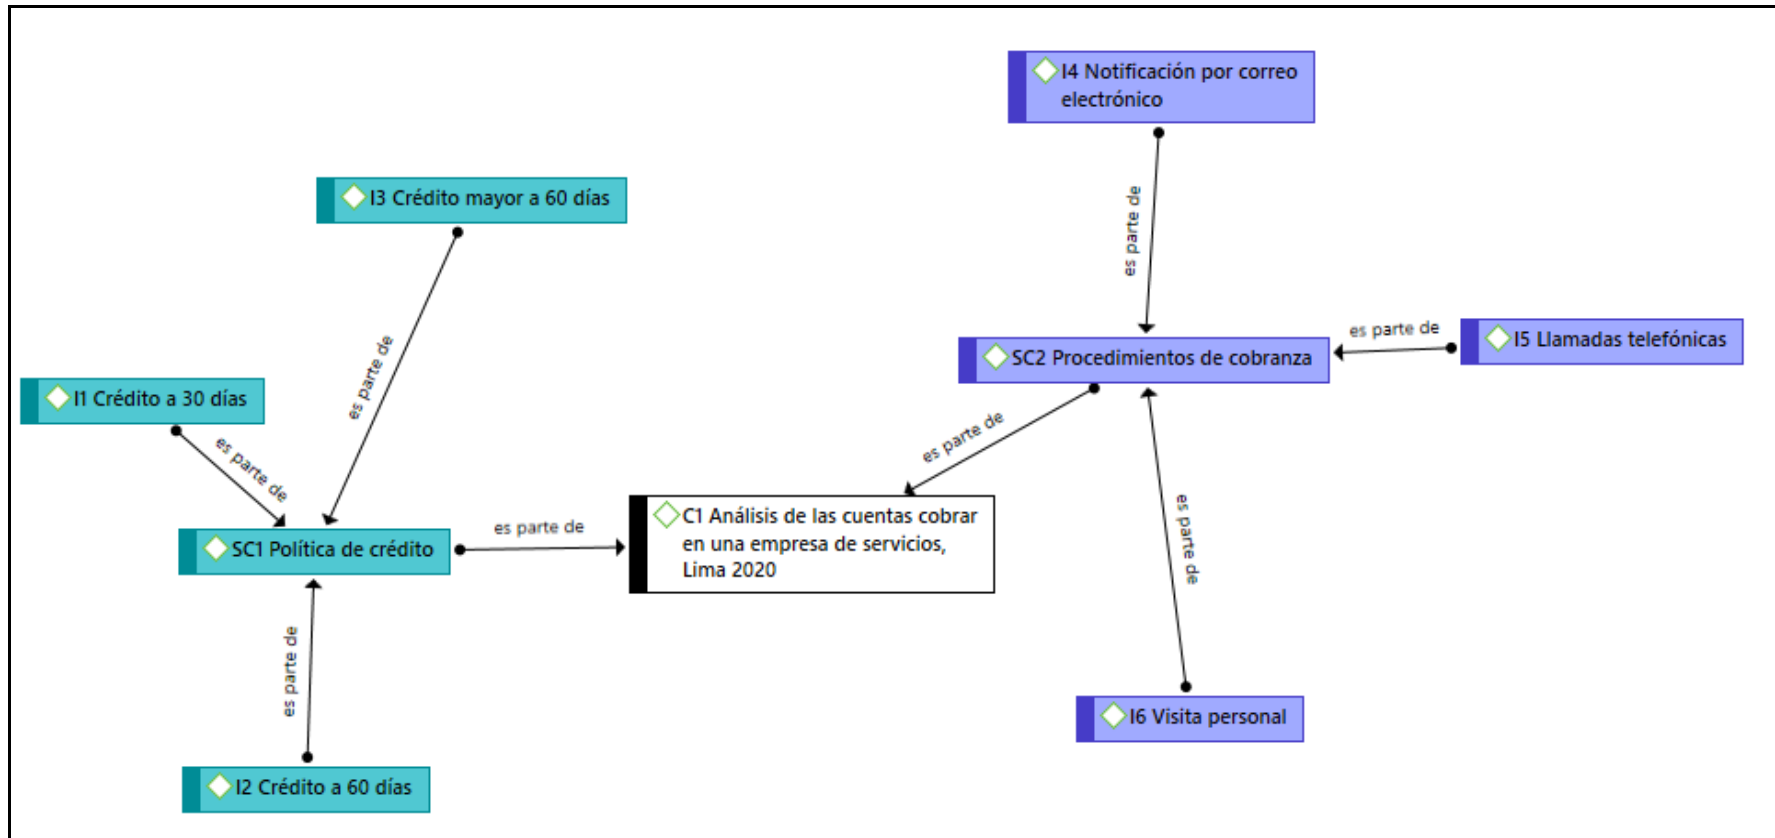 I4 Notificación por correo
electrónico
es parte de
I3 Crédito mayor a 60 días
es parte de
I1 Crédito a 30 días
es parte de
SC2 Procedimientos de cobranza
es parte de
I5 Llamadas telefónicas
es parte de
SC1 Política de crédito
es parte de
C1 Análisis de las cuentas cobrar
en una empresa de servicios,
Lima 2020
es parte de
es parte de
I6 Visita personal
I2 Crédito a 60 días